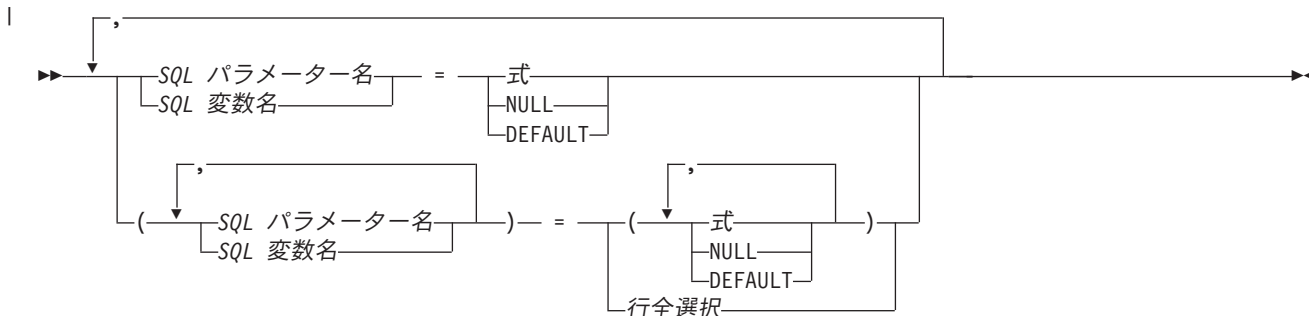 ,
SQL パラメーター名 = 式
SQL 変数名 NULL
DEFAULT
, ,
( SQL パラメーター名 ) = ( 式 )
SQL 変数名 NULL
DEFAULT
行全選択